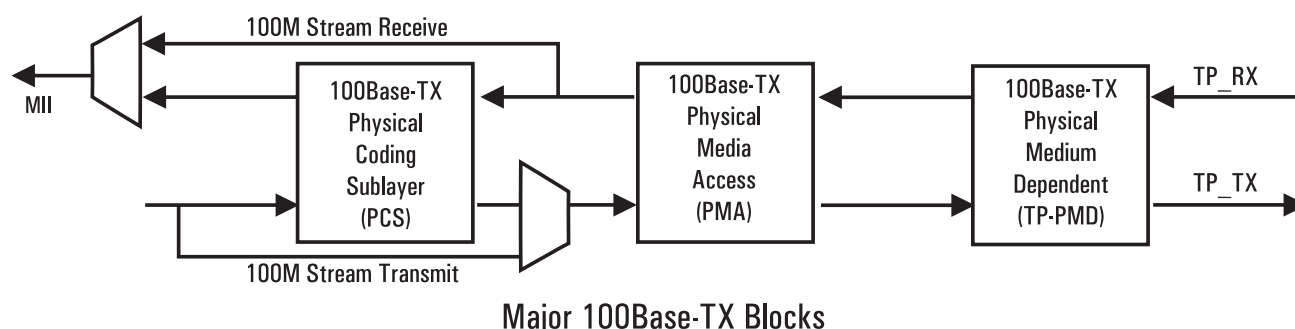 100M Stream Receive
MII
100Base-TX
Physical
Coding
Sublayer
(PCS)
100M Stream Transmit
100Base-TX
Physical
Media
Access
(PMA)
100Base-TX
Physical
Medium
Dependent
(TP-PMD)
TP_RX
TP_TX
Maior 100Base-TX Blocks